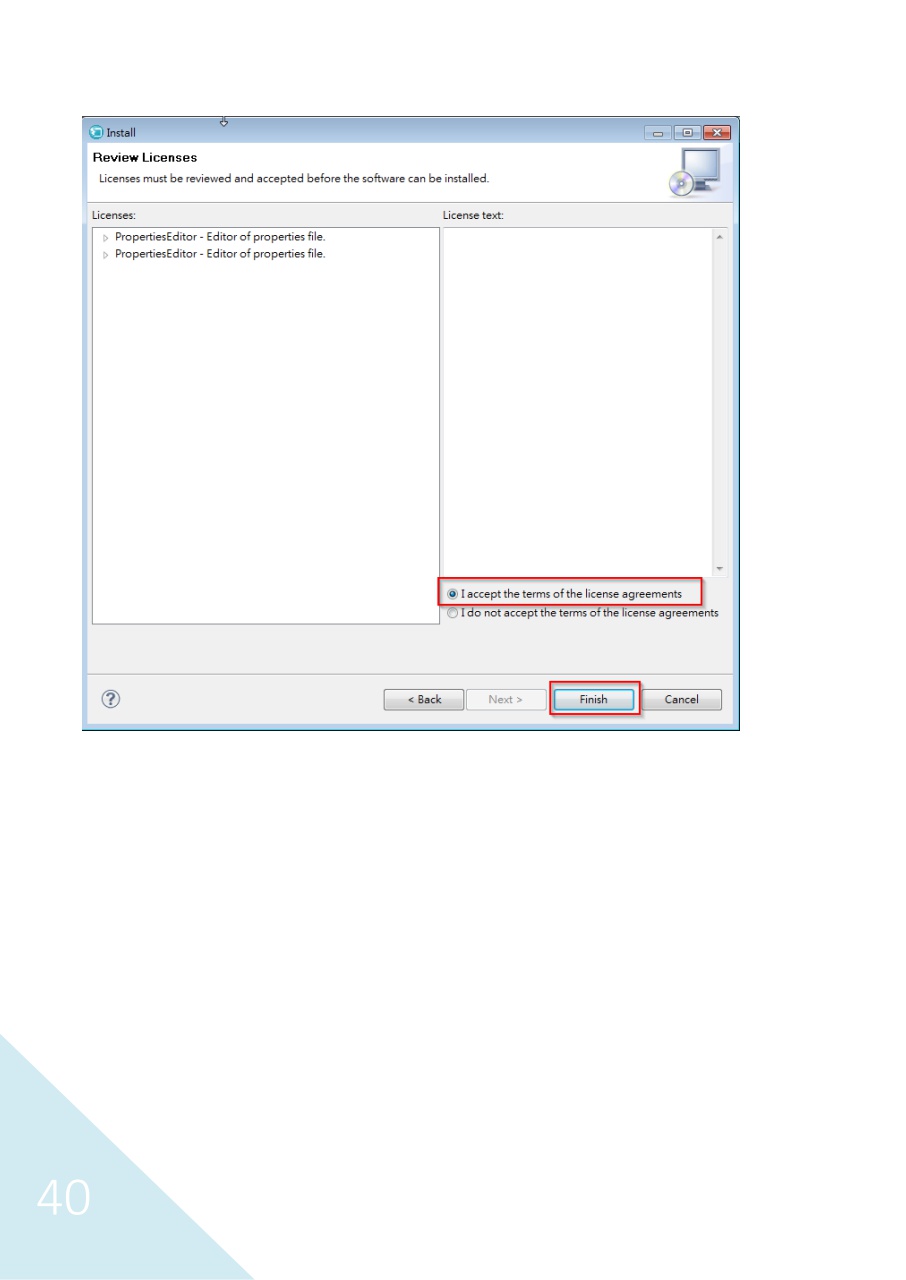 Install
Review Licenses
Licenses must be reviewed and accepted before the software can be installed.
Licenses:
License text:
PropertiesEditor - Editor of properties file.
PropertiesEditor - Editor of properties file.
I accept the terms of the license agreements
I do not accept the terms of the license agreements
?
< Back
Next >
Finish
Cancel
40